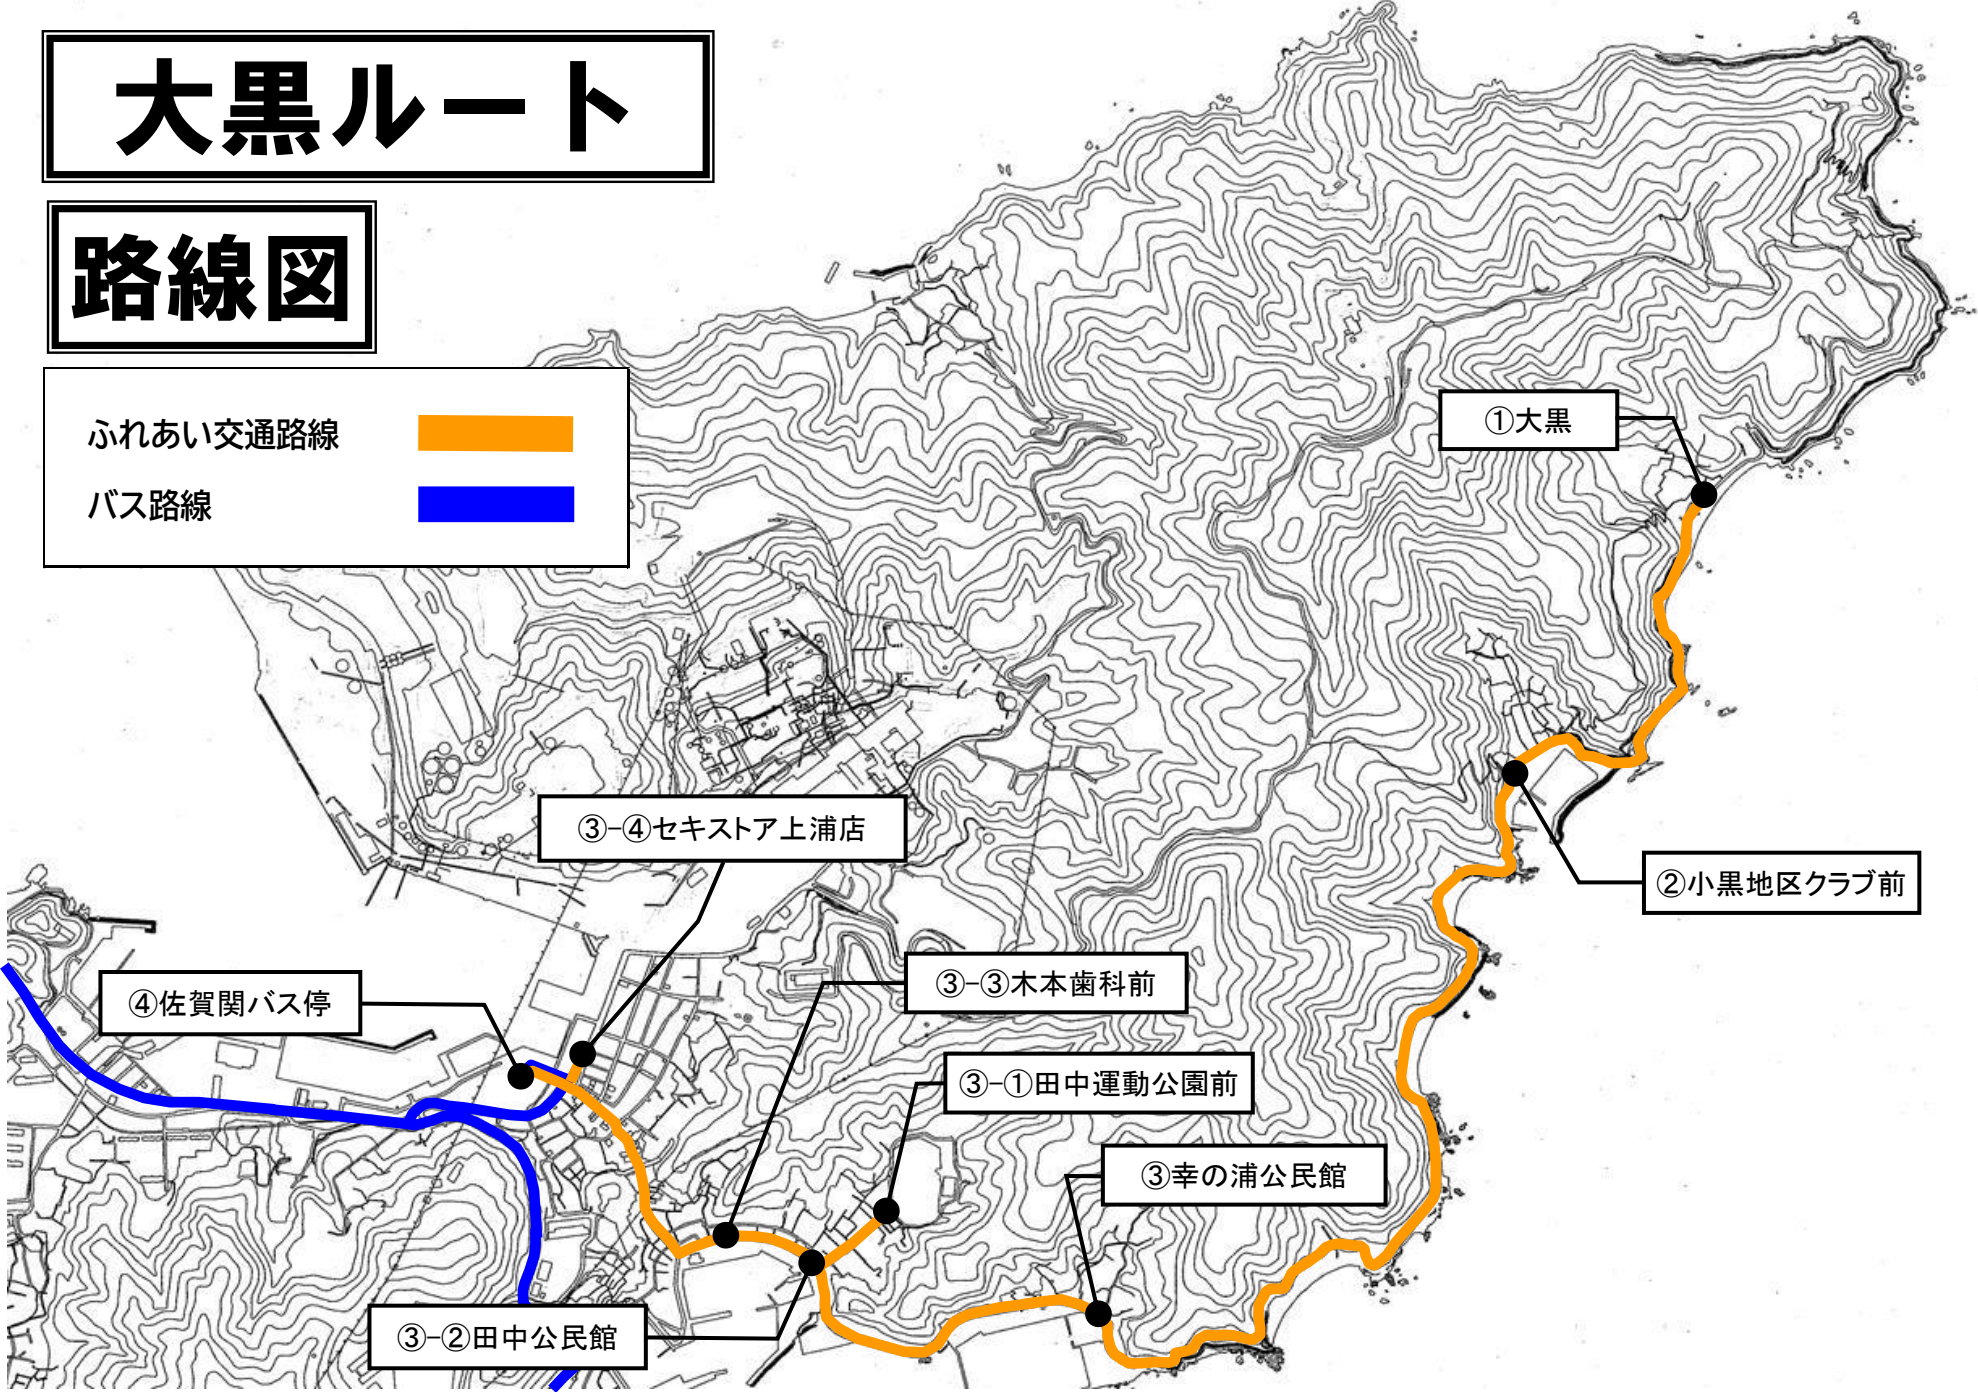 大黒ルート
路線図
ふれあい交通路線
バス路線
①大黒
③-④セキストア上浦店
②小黒地区クラブ前
③-③木本歯科前
④佐賀関バス停
③-①田中運動公園前
③幸の浦公民館
③-②田中公民館